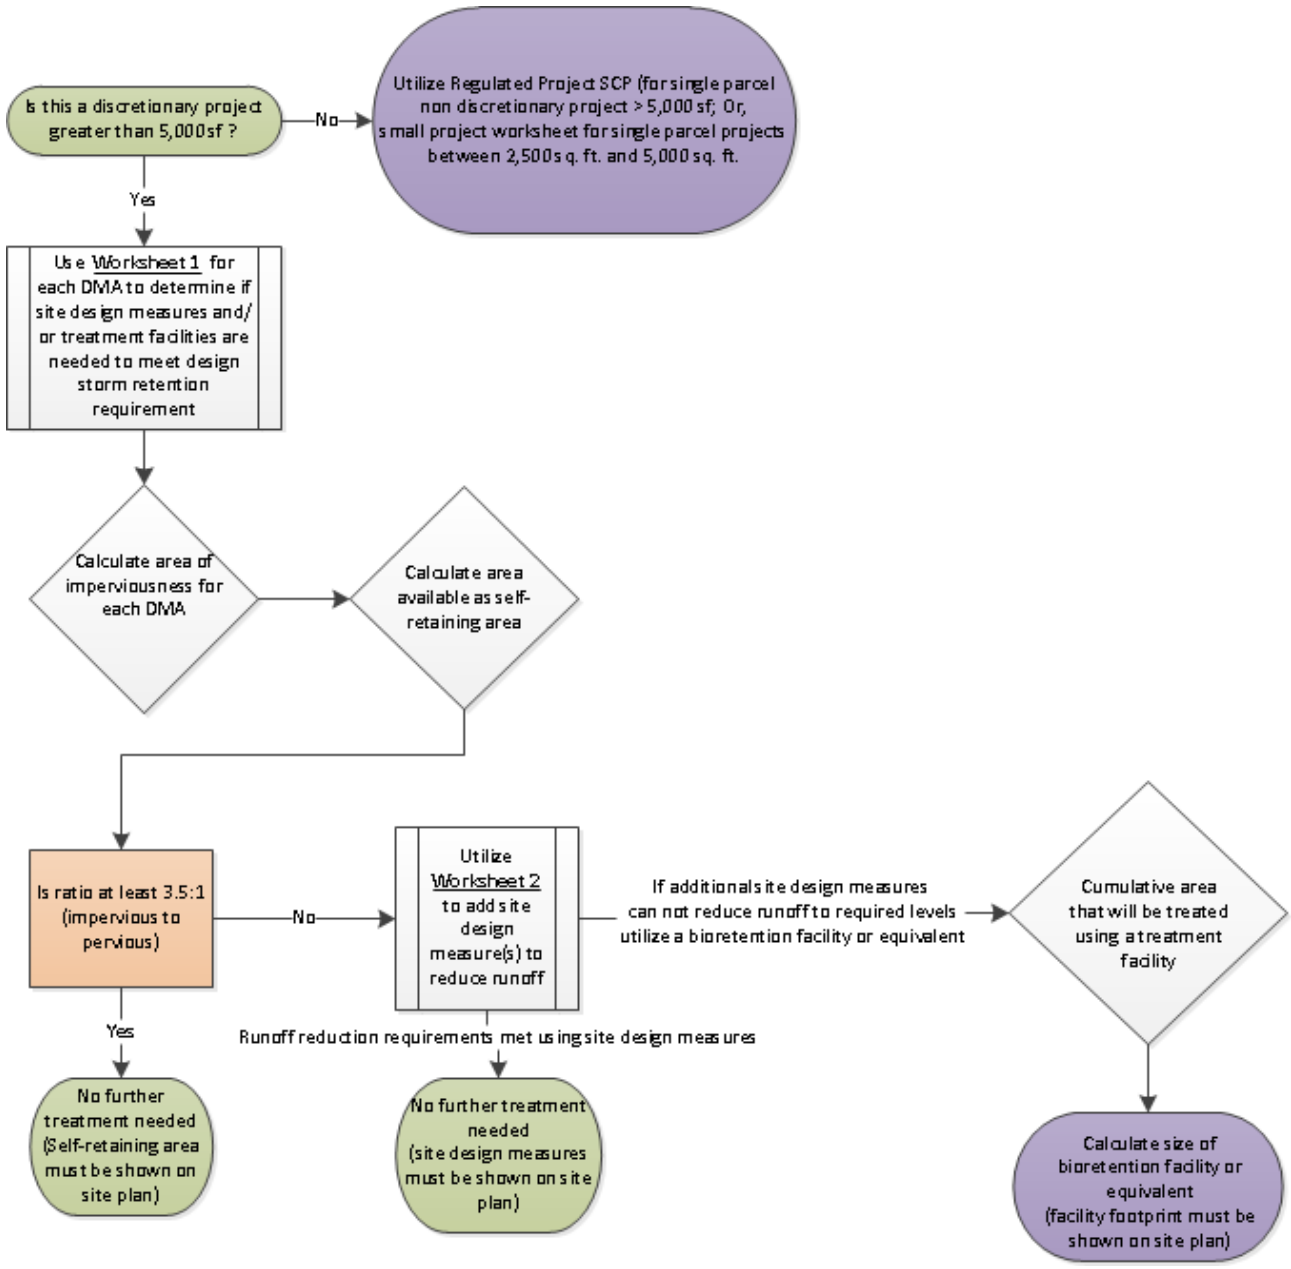 Is this a discretionary project
greater than 5,000 sf ?
No
Utilize Regulated Project SCP (for single parcel
non discretionary project > 5,000 sf; Or,
small project worksheet for single parcel projects
between 2,500 sq. ft. and 5,000 sq. ft.
Yes
Use Worksheet 1 for
each DMA to determine if
site design measures and/
or treatment facilities are
needed to meet design
storm retention
requirement
Calculate area of
imperviousness for
each DMA
Calculate area
available as self-
retaining area
Is ratio at least 3.5:1
(impervious to
pervious)
No
Utilize
Worksheet 2
to add site
design
measure(s) to
reduce runoff
If additional site design measures
can not reduce runoff to required levels
utilize a bioretention facility or equivalent
Cumulative area
that will be treated
using a treatment
facility
Yes
Runoff reduction requirements met using site design measures
No further
treatment needed
(Self-retaining area
must be shown on
site plan)
No further treatment
needed
(site design measures
must be shown on site
plan)
Calculate size of
bioretention facility or
equivalent
(facility footprint must be
shown on site plan)